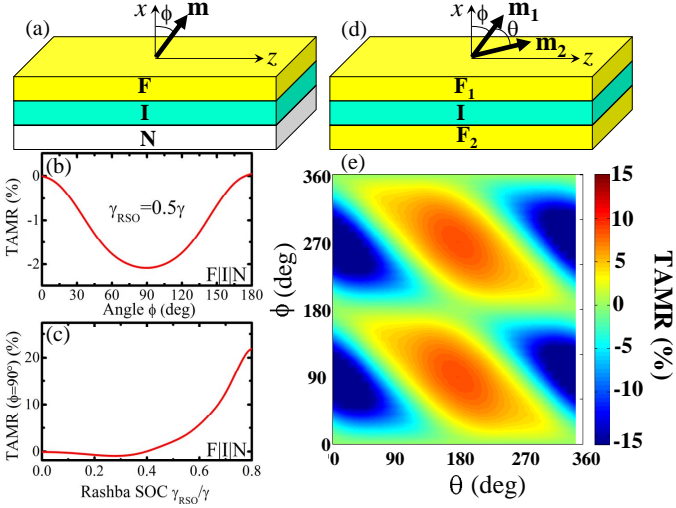 (a)
x
ϕ
m
z
F
I
N
(d)
x
ϕ
m₁
θ
m₂
z
F₁
I
F₂
(b)
TAMR (%)
0
-1
-2
γRSO=0.5γ
F|I|N
0 30 60 90 120 150 180
Angle ϕ (deg)
(c)
TAMR (ϕ=90°) (%)
20
10
0
F|I|N
0.0 0.2 0.4 0.6 0.8
Rashba SOC γRSO/γ
(e)
ϕ (deg)
360
270
180
90
0
0 90 180 270 360
θ (deg)
15
10
5
0
-5
-10
-15
TAMR (%)